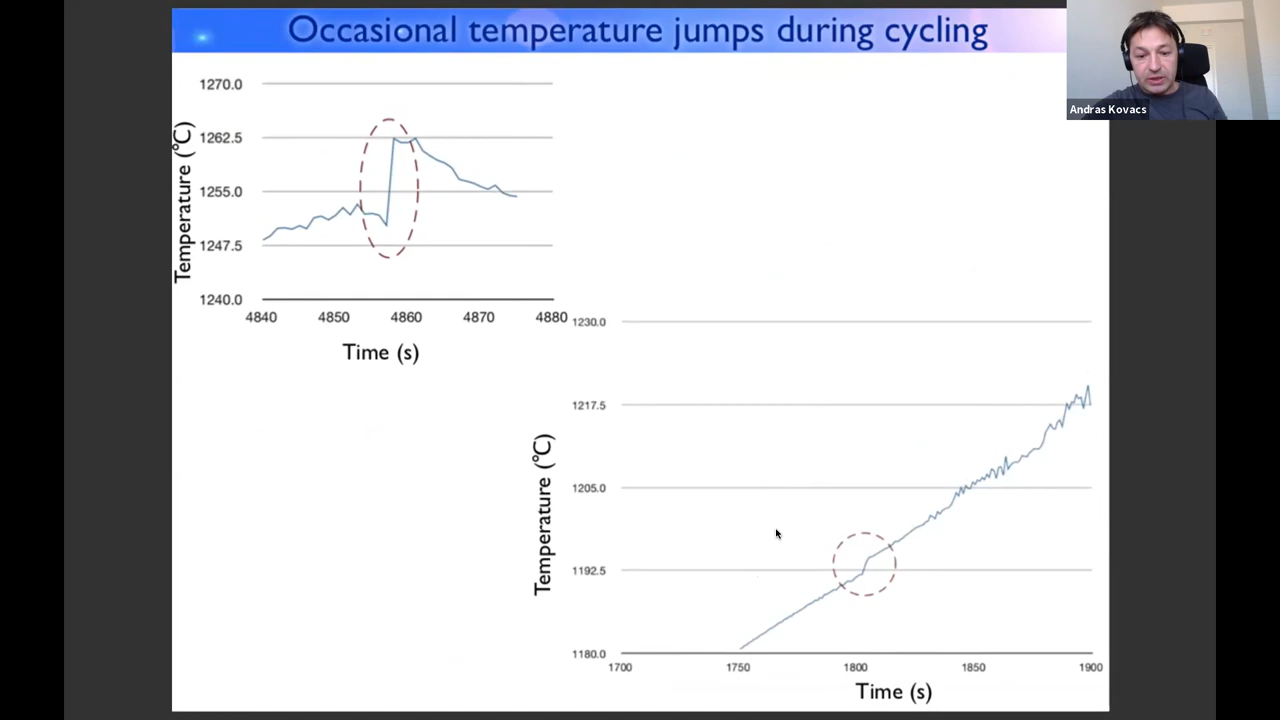 Occasional temperature jumps during cycling
Andras Kovacs
Temperature (°C)
1270.0
1262.5
1255.0
1247.5
1240.0
4840 4850 4860 4870 4880
Time (s)
Temperature (°C)
1230.0
1217.5
1205.0
1192.5
1180.0
1700 1750 1800 1850 1900
Time (s)